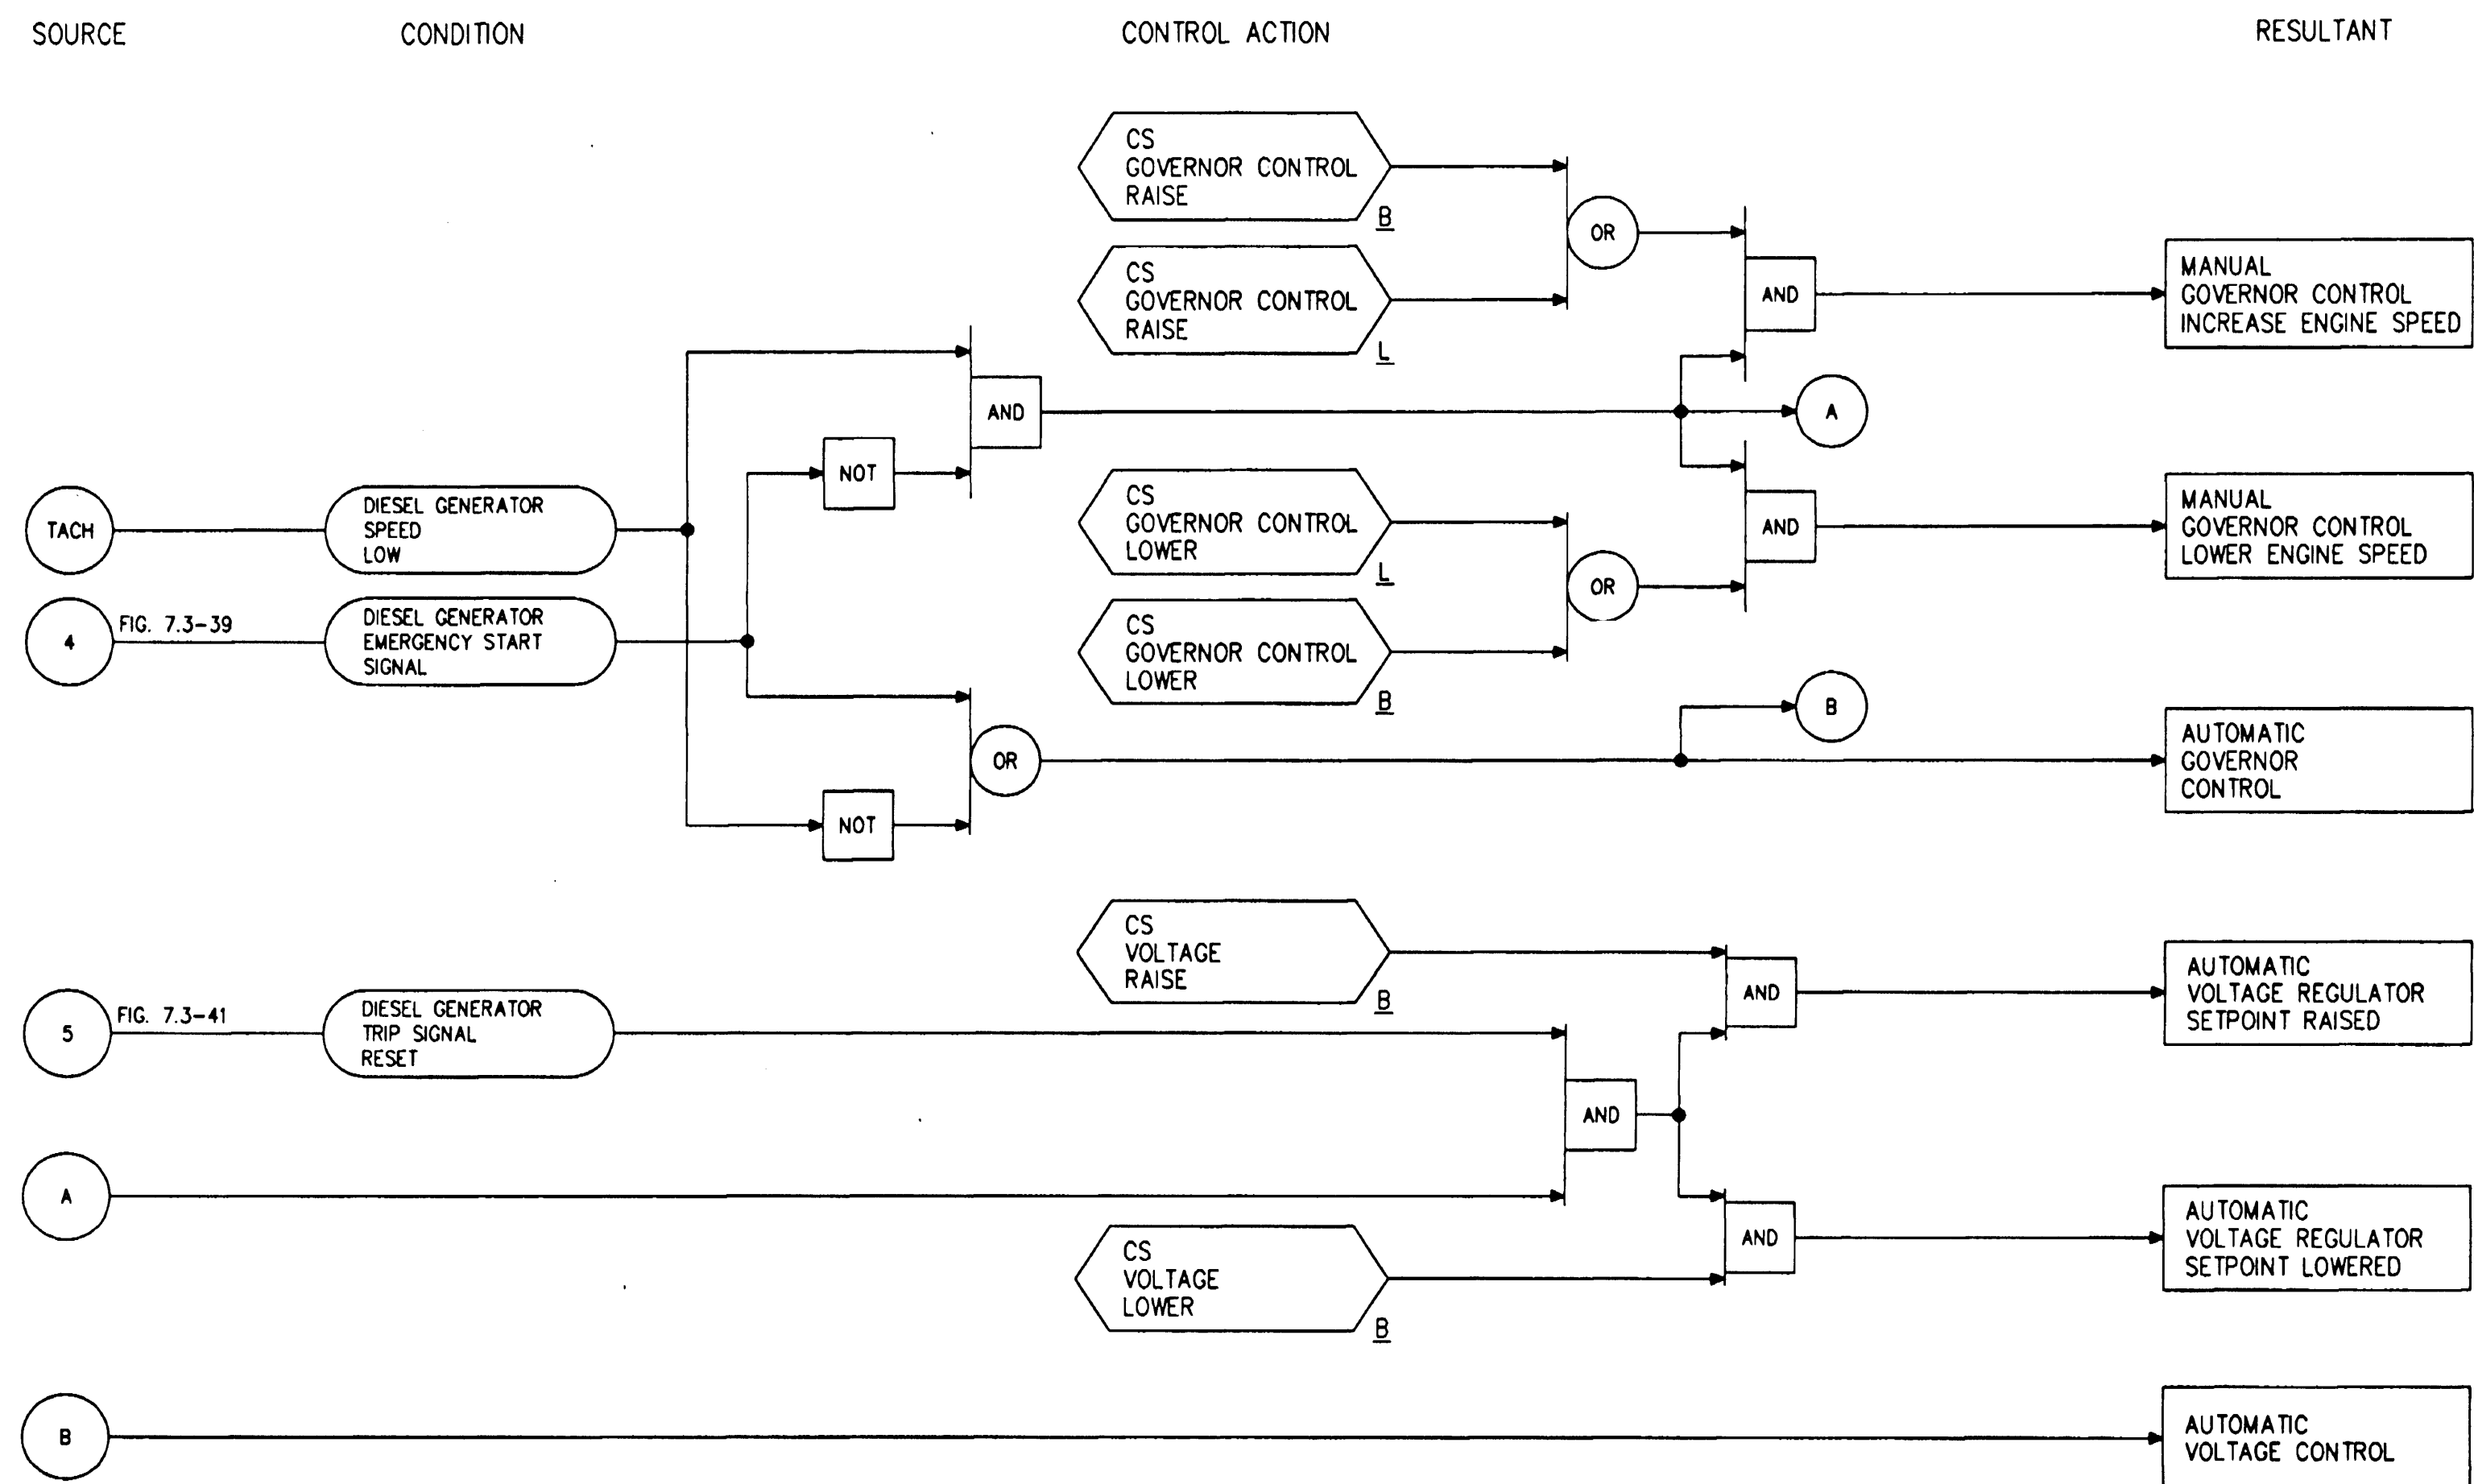 SOURCE
CONDITION
CONTROL ACTION
RESULTANT
CS
GOVERNOR CONTROL
RAISE
B
OR
CS
GOVERNOR CONTROL
RAISE
L
AND
MANUAL
GOVERNOR CONTROL
INCREASE ENGINE SPEED
AND
A
NOT
TACH
DIESEL GENERATOR
SPEED
LOW
CS
GOVERNOR CONTROL
LOWER
L
AND
MANUAL
GOVERNOR CONTROL
LOWER ENGINE SPEED
OR
4
FIG. 7.3-39
DIESEL GENERATOR
EMERGENCY START
SIGNAL
CS
GOVERNOR CONTROL
LOWER
B
B
OR
AUTOMATIC
GOVERNOR
CONTROL
NOT
CS
VOLTAGE
RAISE
B
AND
AUTOMATIC
VOLTAGE REGULATOR
SETPOINT RAISED
5
FIG. 7.3-41
DIESEL GENERATOR
TRIP SIGNAL
RESET
AND
A
CS
VOLTAGE
LOWER
B
AND
AUTOMATIC
VOLTAGE REGULATOR
SETPOINT LOWERED
B
AUTOMATIC
VOLTAGE CONTROL